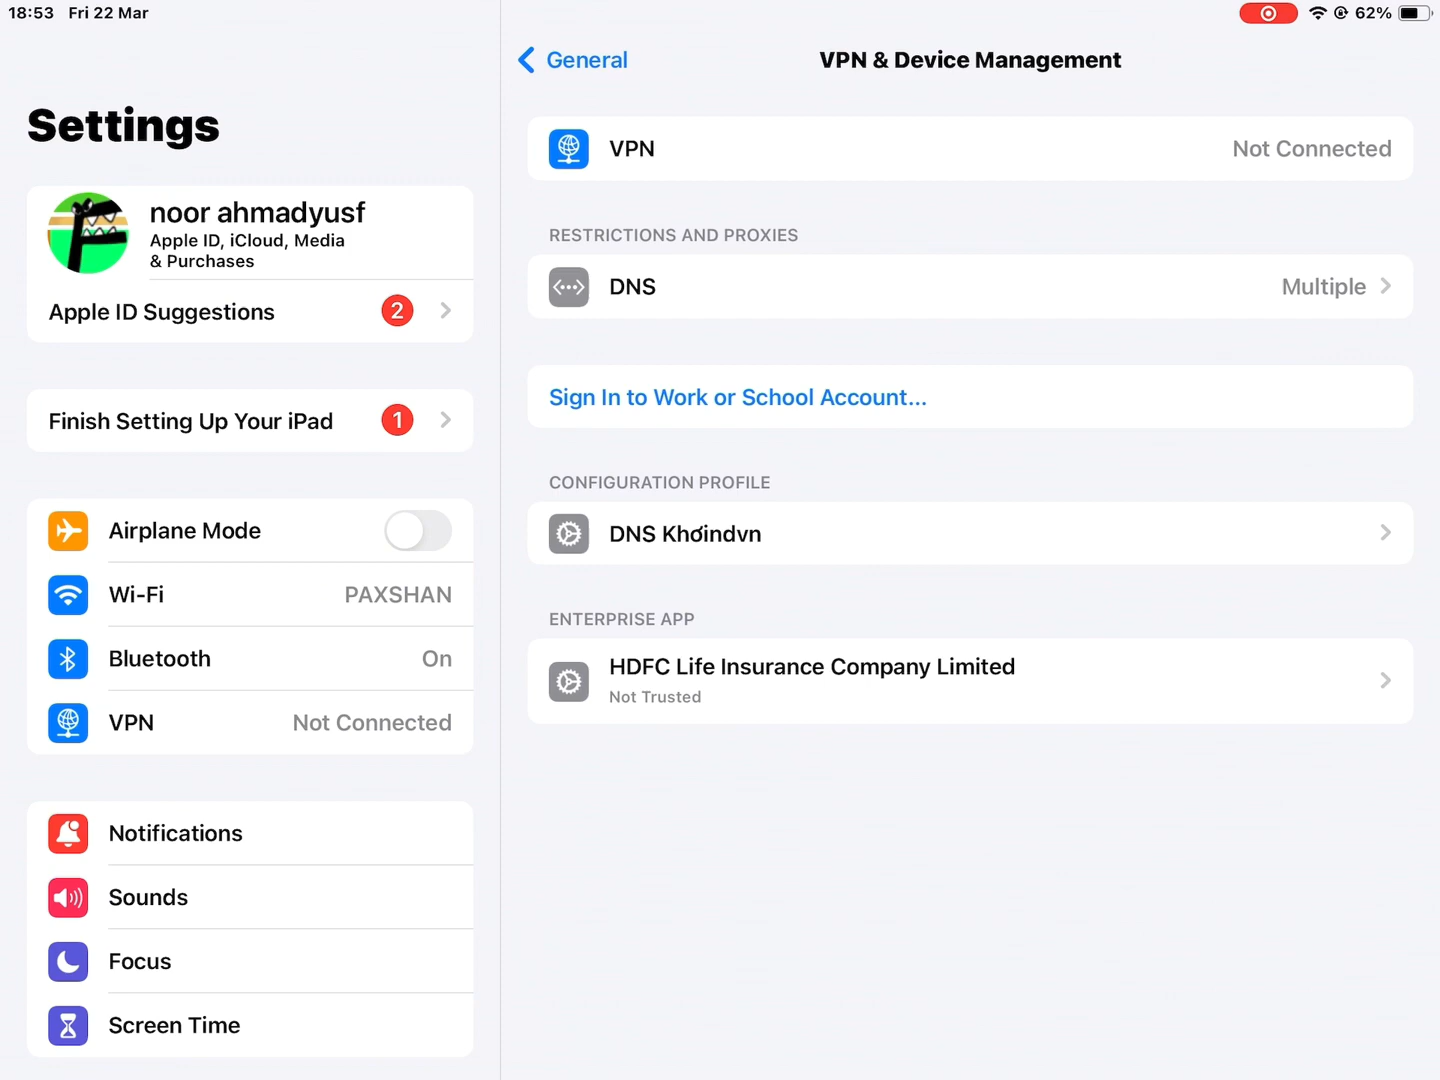 18:53 Fri 22 Mar
62%
Settings
noor ahmadyusf
Apple ID, iCloud, Media
& Purchases
Apple ID Suggestions 2
Finish Setting Up Your iPad 1
Airplane Mode
Wi-Fi PAXSHAN
Bluetooth On
VPN Not Connected
Notifications
Sounds
Focus
Screen Time
General
VPN & Device Management
VPN Not Connected
RESTRICTIONS AND PROXIES
DNS Multiple
Sign In to Work or School Account...
CONFIGURATION PROFILE
DNS Khơindvn
ENTERPRISE APP
HDFC Life Insurance Company Limited
Not Trusted